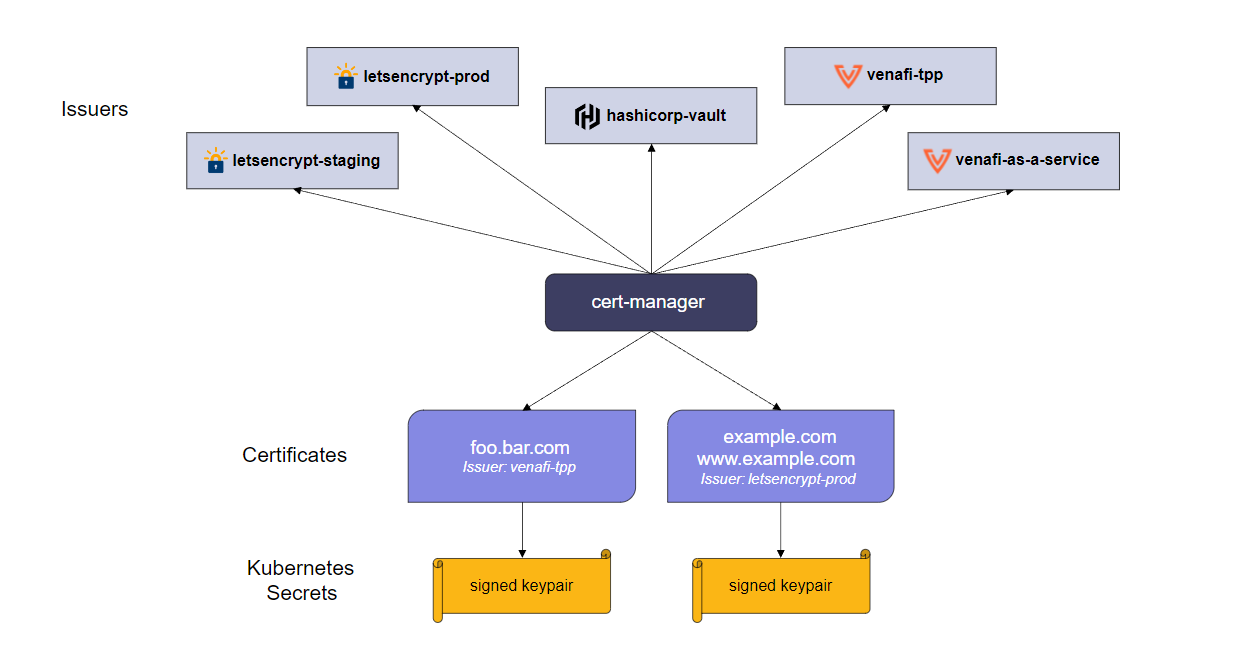 letsencrypt-prod
venafi-tpp
Issuers
hashicorp-vault
letsencrypt-staging
venafi-as-a-service
cert-manager
Certificates
foo.bar.com
Issuer: venafi-tpp
example.com
www.example.com
Issuer: letsencrypt-prod
Kubernetes
Secrets
signed keypair
signed keypair